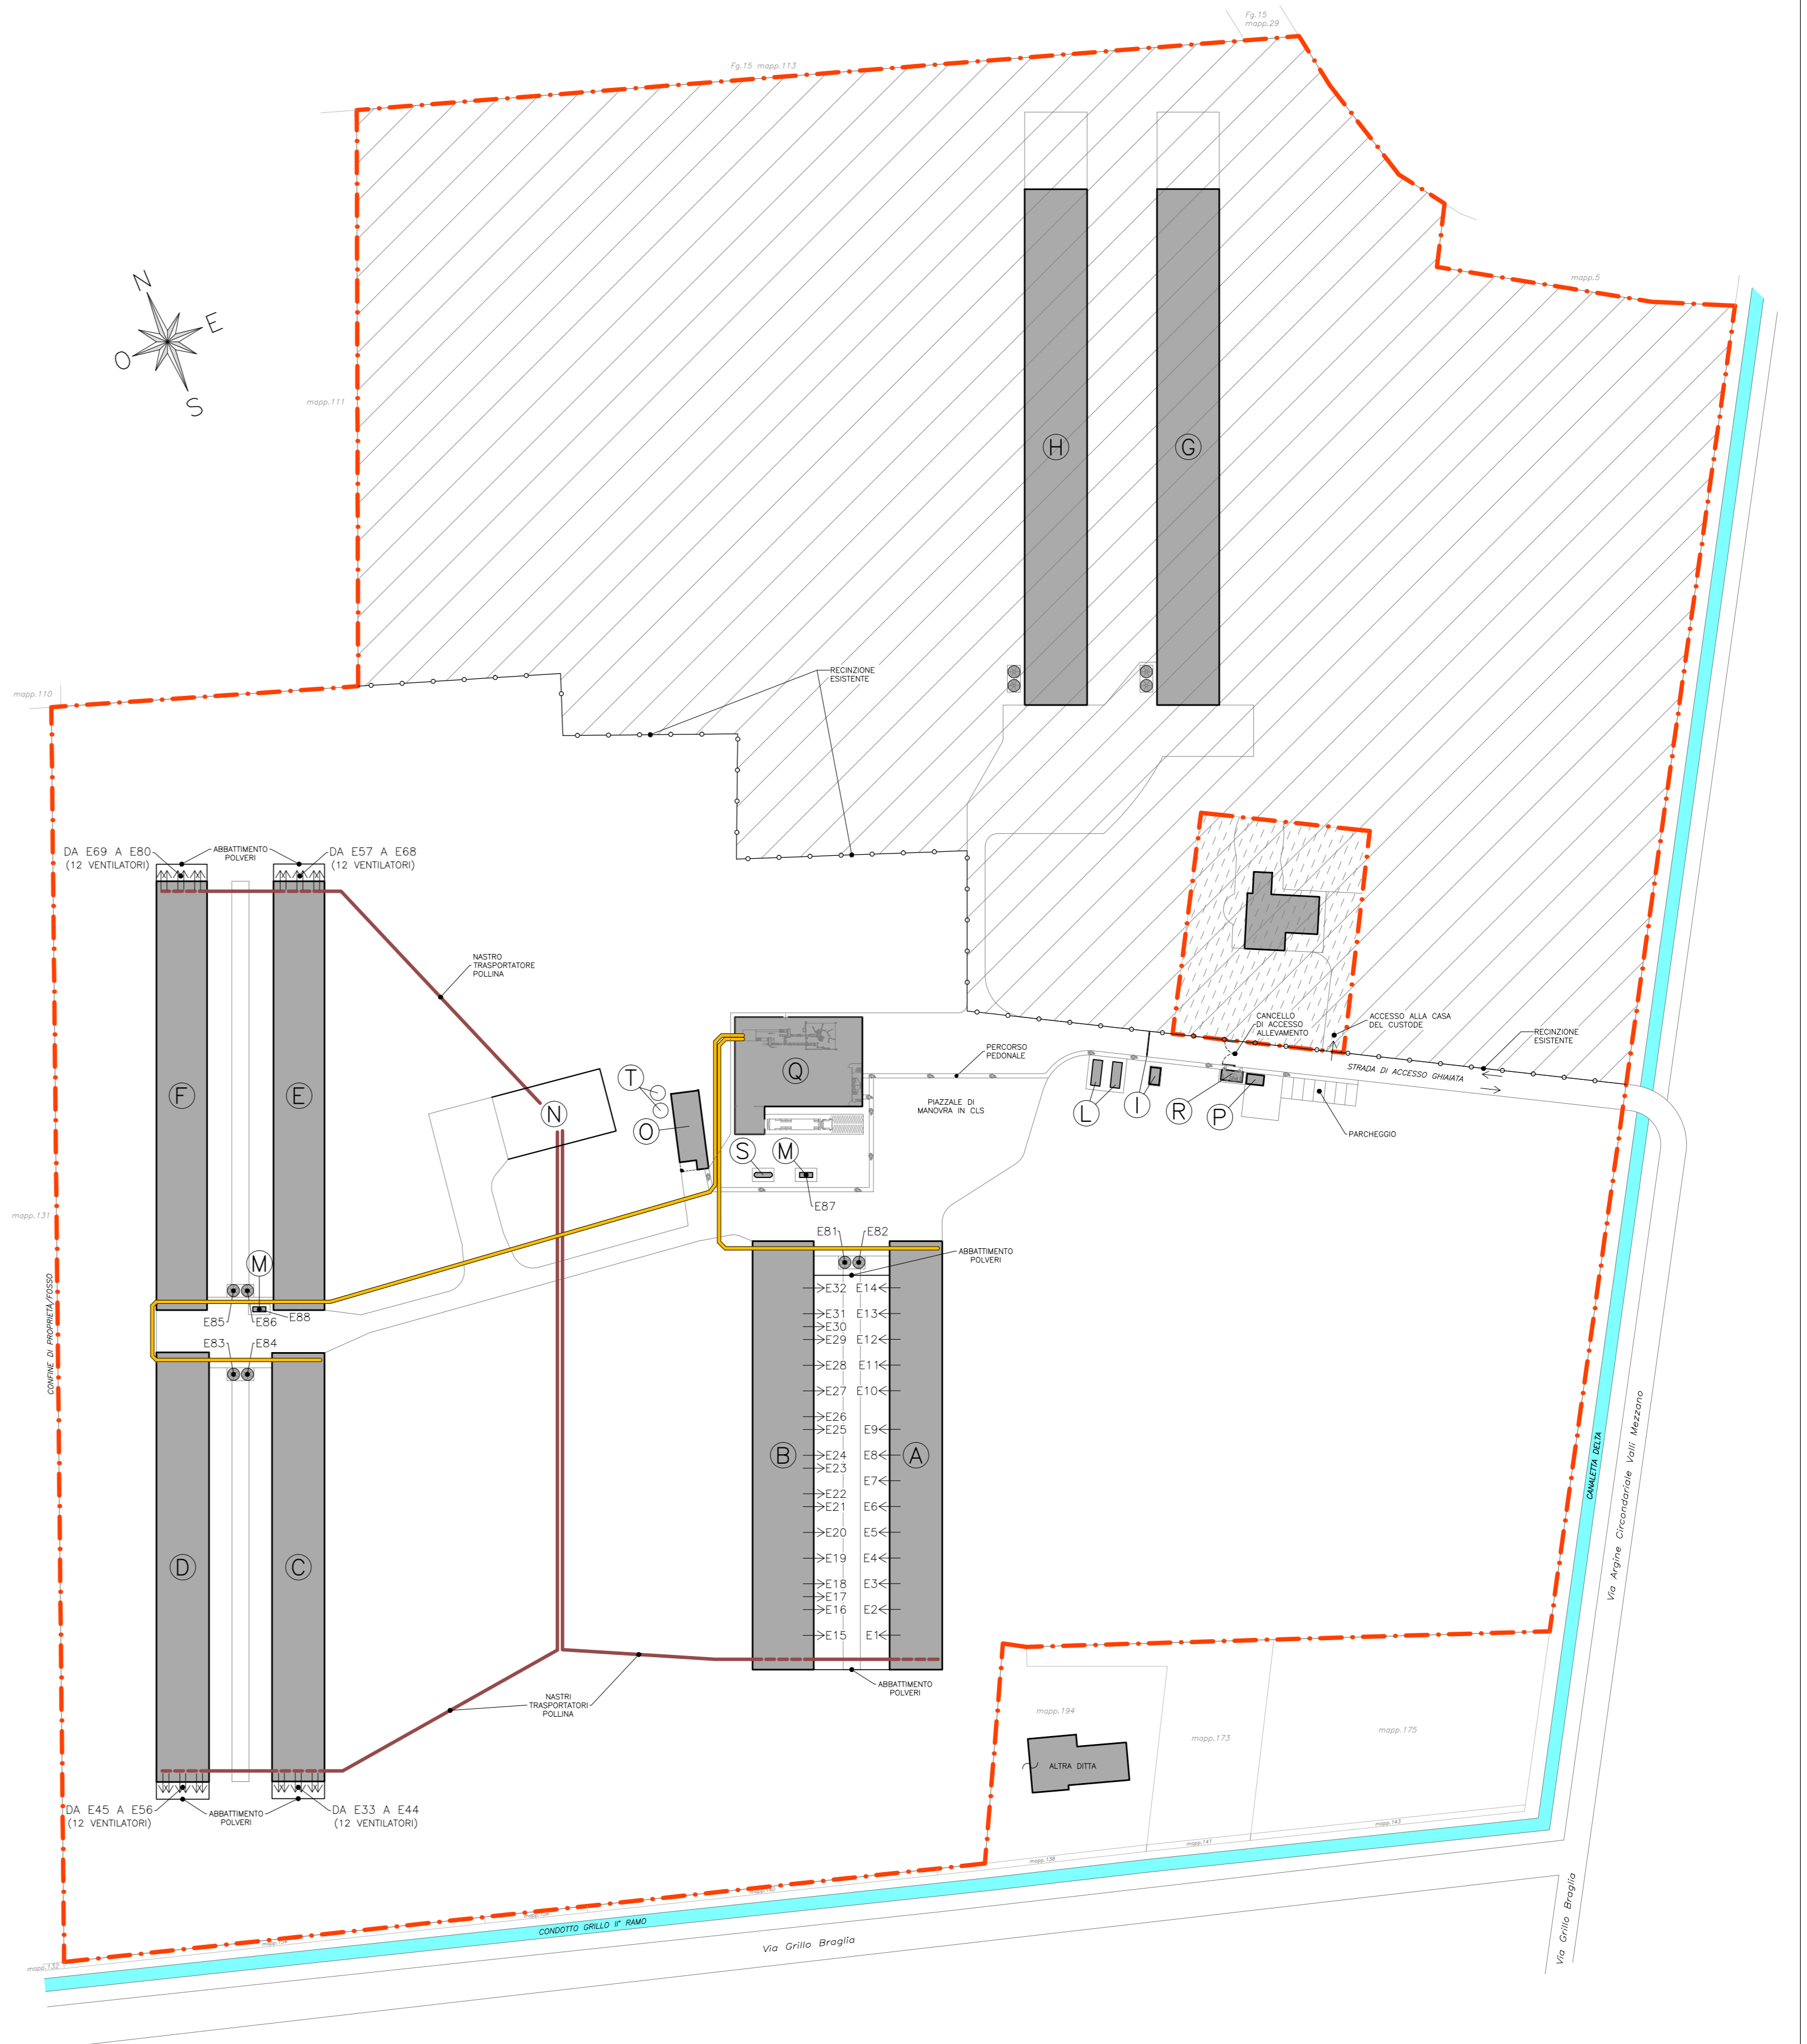 Fg.15
mapp.29
Fg.15 mapp.113
mapp.5
N
E
O
S
mapp.111
H
G
mapp.110
RECINZIONE
ESISTENTE
DA E69 A E80
(12 VENTILATORI)
ABBATTIMENTO
POLVERI
DA E57 A E68
(12 VENTILATORI)
NASTRO
TRASPORTATORE
POLLINA
CANCELLO
DI ACCESSO
ALLEVAMENTO
ACCESSO ALLA CASA
DEL CUSTODE
RECINZIONE
ESISTENTE
PERCORSO
PEDONALE
STRADA DI ACCESSO GHIAIATA
F
E
T
Q
N
O
PIAZZALE DI
MANOVRA IN CLS
L
I
R
P
PARCHEGGIO
S
M
E87
mapp.131
CONFINE DI PROPRIETÀ/FOSSO
M
E85
E86
E88
E83
E84
E81
E82
ABBATTIMENTO
POLVERI
E32
E14
E31
E13
E30
E29
E12
E28
E11
E27
E10
E26
E25
E9
E24
E8
E23
E7
E22
E21
E6
E20
E5
E19
E4
E18
E3
E17
E16
E2
E15
E1
B
A
D
C
CANALETTA DELTA
Via Argine Circondariale Valli Mezzano
ABBATTIMENTO
POLVERI
NASTRI
TRASPORTATORI
POLLINA
DA E45 A E56
(12 VENTILATORI)
ABBATTIMENTO
POLVERI
DA E33 A E44
(12 VENTILATORI)
mapp.194
mapp.173
mapp.175
ALTRA DITTA
mapp.143
mapp.141
mapp.138
CONDOTTO GRILLO II° RAMO
mapp.132
Via Grillo Braglia
Via Grillo Braglia